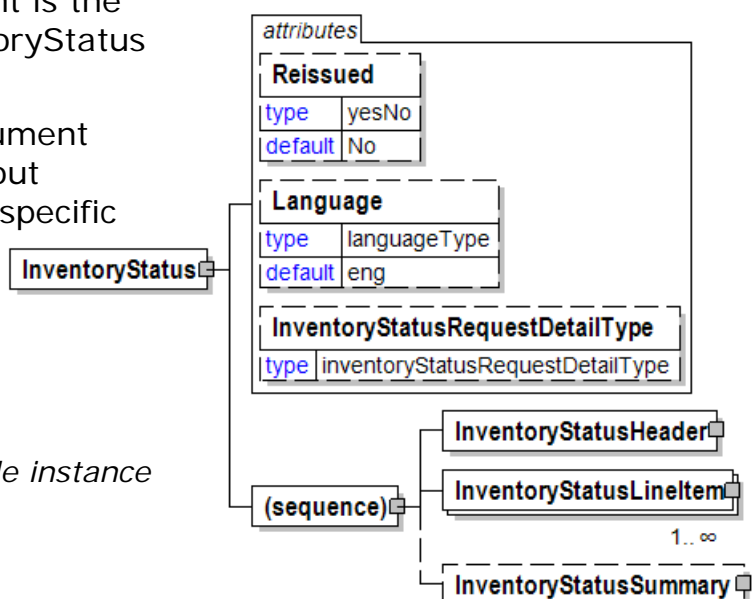 t is the
oryStatus
ument
out
specific
le instance
attributes
Reissued
type yesNo
default No
Language
type languageType
default eng
InventoryStatusRequestDetailType
type inventoryStatusRequestDetailType
InventoryStatus
(sequence)
InventoryStatusHeader
InventoryStatusLineItem
1..∞
InventoryStatusSummary